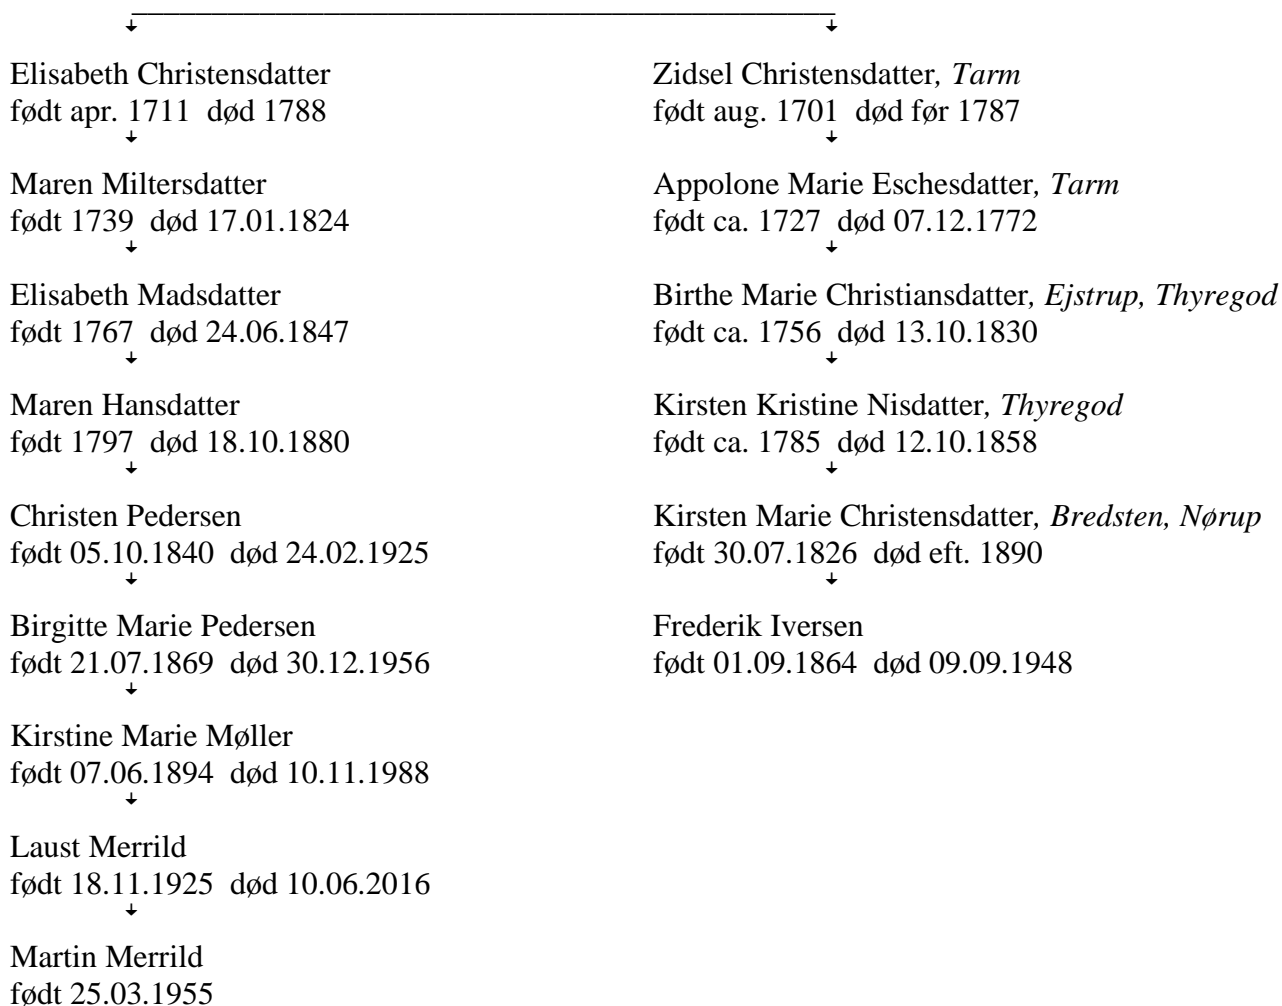 Elisabeth Christensdatter
født apr. 1711 død 1788
Maren Miltersdatter
født 1739 død 17.01.1824
Elisabeth Madsdatter
født 1767 død 24.06.1847
Maren Hansdatter
født 1797 død 18.10.1880
Christen Pedersen
født 05.10.1840 død 24.02.1925
Birgitte Marie Pedersen
født 21.07.1869 død 30.12.1956
Kirstine Marie Møller
født 07.06.1894 død 10.11.1988
Laust Merrild
født 18.11.1925 død 10.06.2016
Martin Merrild
født 25.03.1955
Zidsel Christensdatter, Tarm
født aug. 1701 død før 1787
Appolone Marie Eschesdatter, Tarm
født ca. 1727 død 07.12.1772
Birthe Marie Christiansdatter, Ejstrup, Thyregod
født ca. 1756 død 13.10.1830
Kirsten Kristine Nisdatter, Thyregod
født ca. 1785 død 12.10.1858
Kirsten Marie Christensdatter, Bredsten, Nørup
født 30.07.1826 død eft. 1890
Frederik Iversen
født 01.09.1864 død 09.09.1948